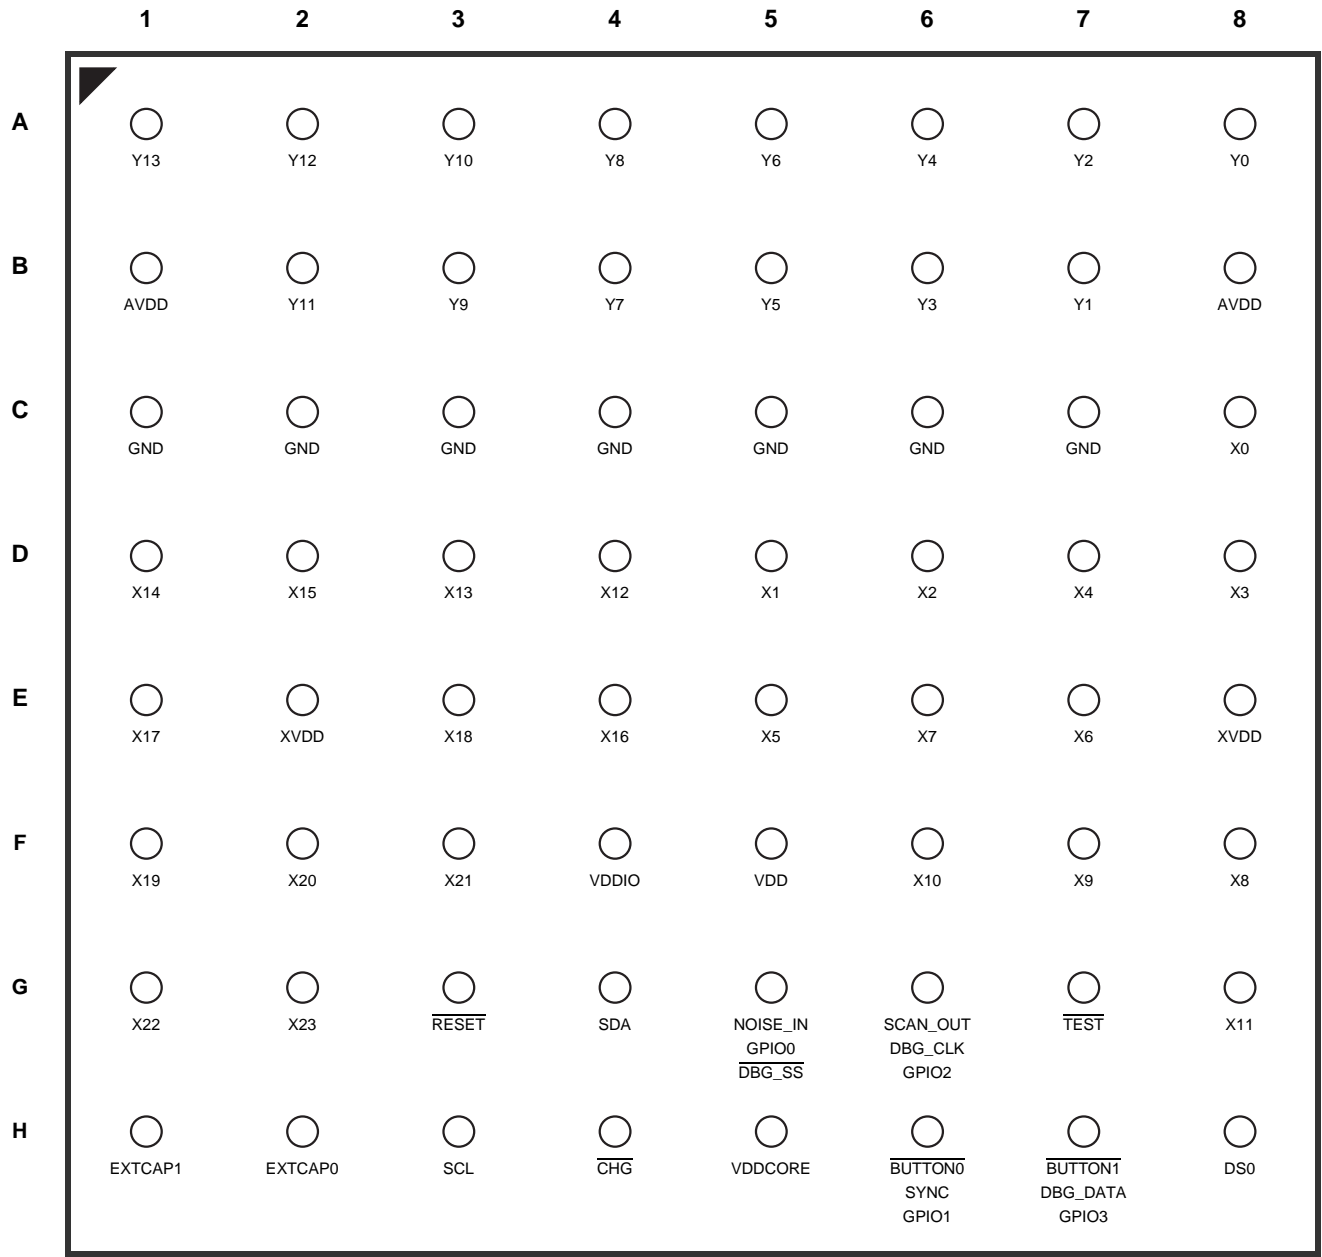 1 2 3 4 5 6 7 8
A
Y13 Y12 Y10 Y8 Y6 Y4 Y2 Y0
B
AVDD Y11 Y9 Y7 Y5 Y3 Y1 AVDD
C
GND GND GND GND GND GND GND X0
D
X14 X15 X13 X12 X1 X2 X4 X3
E
X17 XVDD X18 X16 X5 X7 X6 XVDD
F
X19 X20 X21 VDDIO VDD X10 X9 X8
G
X22 X23 RESET SDA NOISE_IN SCAN_OUT TEST X11
GPIO0 DBG_CLK
DBG_SS GPIO2
H
EXTCAP1 EXTCAP0 SCL CHG VDDCORE BUTTON0 BUTTON1 DS0
SYNC DBG_DATA
GPIO1 GPIO3